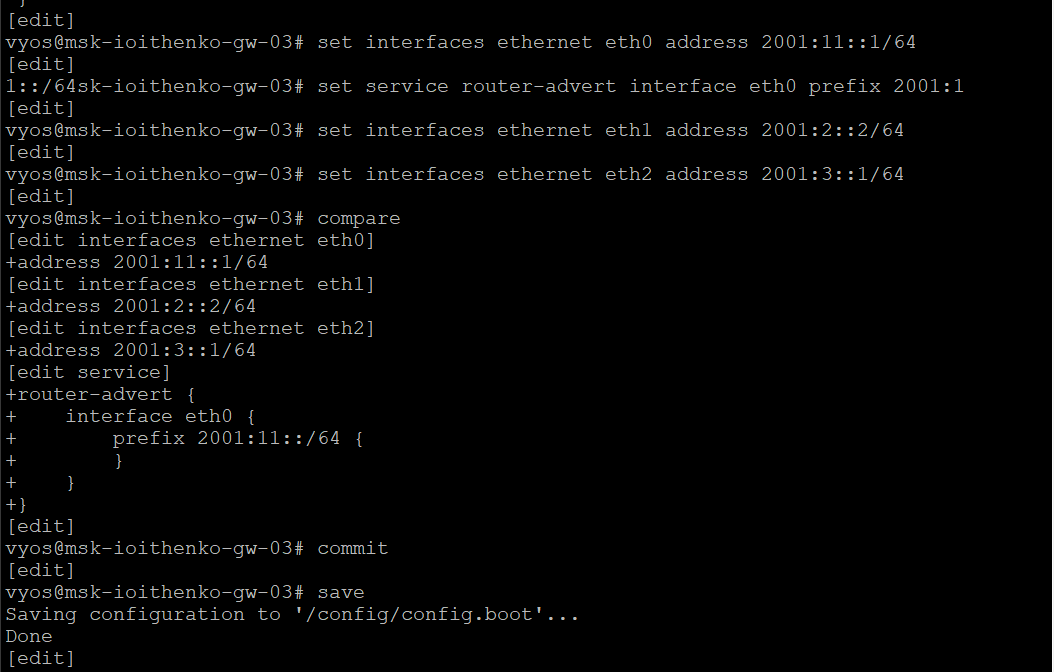 }
[edit]
vyos@msk-ioithenko-gw-03# set interfaces ethernet eth0 address 2001:11::1/64
[edit]
1::/64sk-ioithenko-gw-03# set service router-advert interface eth0 prefix 2001:1
[edit]
vyos@msk-ioithenko-gw-03# set interfaces ethernet eth1 address 2001:2::2/64
[edit]
vyos@msk-ioithenko-gw-03# set interfaces ethernet eth2 address 2001:3::1/64
[edit]
vyos@msk-ioithenko-gw-03# compare
[edit interfaces ethernet eth0]
+address 2001:11::1/64
[edit interfaces ethernet eth1]
+address 2001:2::2/64
[edit interfaces ethernet eth2]
+address 2001:3::1/64
[edit service]
+router-advert {
+    interface eth0 {
+        prefix 2001:11::/64 {
+        }
+    }
+}
[edit]
vyos@msk-ioithenko-gw-03# commit
[edit]
vyos@msk-ioithenko-gw-03# save
Saving configuration to '/config/config.boot'...
Done
[edit]